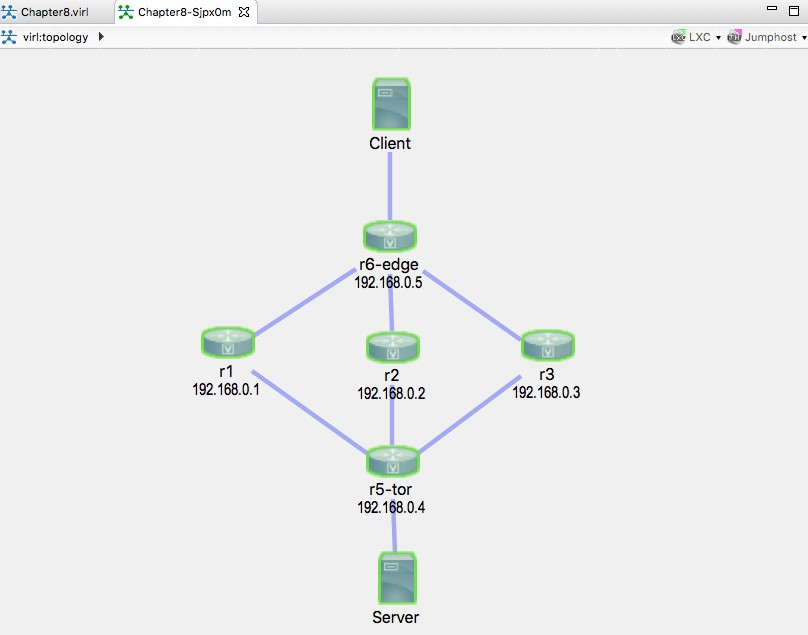 Chapter8.virl
Chapter8-Sjpx0m
virl:topology
LXC
Jumphost
Client
r6-edge
192.168.0.5
r1
192.168.0.1
r2
192.168.0.2
r3
192.168.0.3
r5-tor
192.168.0.4
Server